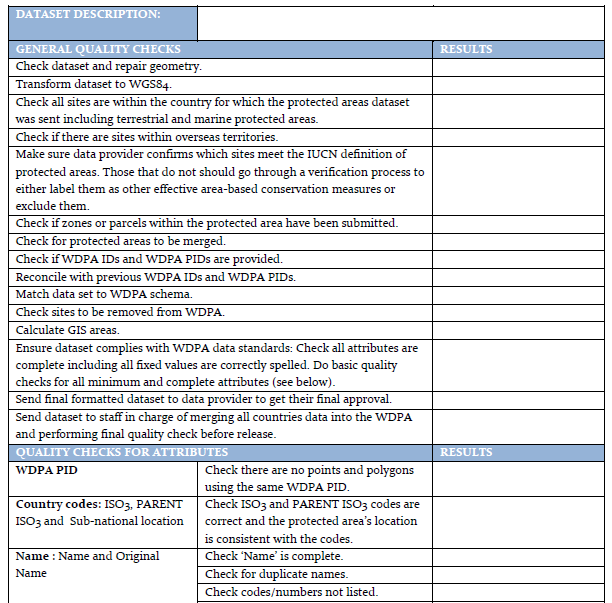 DATASET DESCRIPTION:
GENERAL QUALITY CHECKS RESULTS
Check dataset and repair geometry.
Transform dataset to WGS84.
Check all sites are within the country for which the protected areas dataset
was sent including terrestrial and marine protected areas.
Check if there are sites within overseas territories.
Make sure data provider confirms which sites meet the IUCN definition of
protected areas. Those that do not should go through a verification process to
either label them as other effective area-based conservation measures or
exclude them.
Check if zones or parcels within the protected area have been submitted.
Check for protected areas to be merged.
Check if WDPA IDs and WDPA PIDs are provided.
Reconcile with previous WDPA IDs and WDPA PIDs.
Match data set to WDPA schema.
Check sites to be removed from WDPA.
Calculate GIS areas.
Ensure dataset complies with WDPA data standards: Check all attributes are
complete including all fixed values are correctly spelled. Do basic quality
checks for all minimum and complete attributes (see below).
Send final formatted dataset to data provider to get their final approval.
Send dataset to staff in charge of merging all countries data into the WDPA
and performing final quality check before release.
QUALITY CHECKS FOR ATTRIBUTES RESULTS
WDPA PID
Check there are no points and polygons
using the same WDPA PID.
Country codes: ISO3, PARENT
ISO3 and Sub-national location
Check ISO3 and PARENT ISO3 codes are
correct and the protected area's location
is consistent with the codes.
Name : Name and Original
Name
Check 'Name' is complete.
Check for duplicate names.
Check codes/numbers not listed.